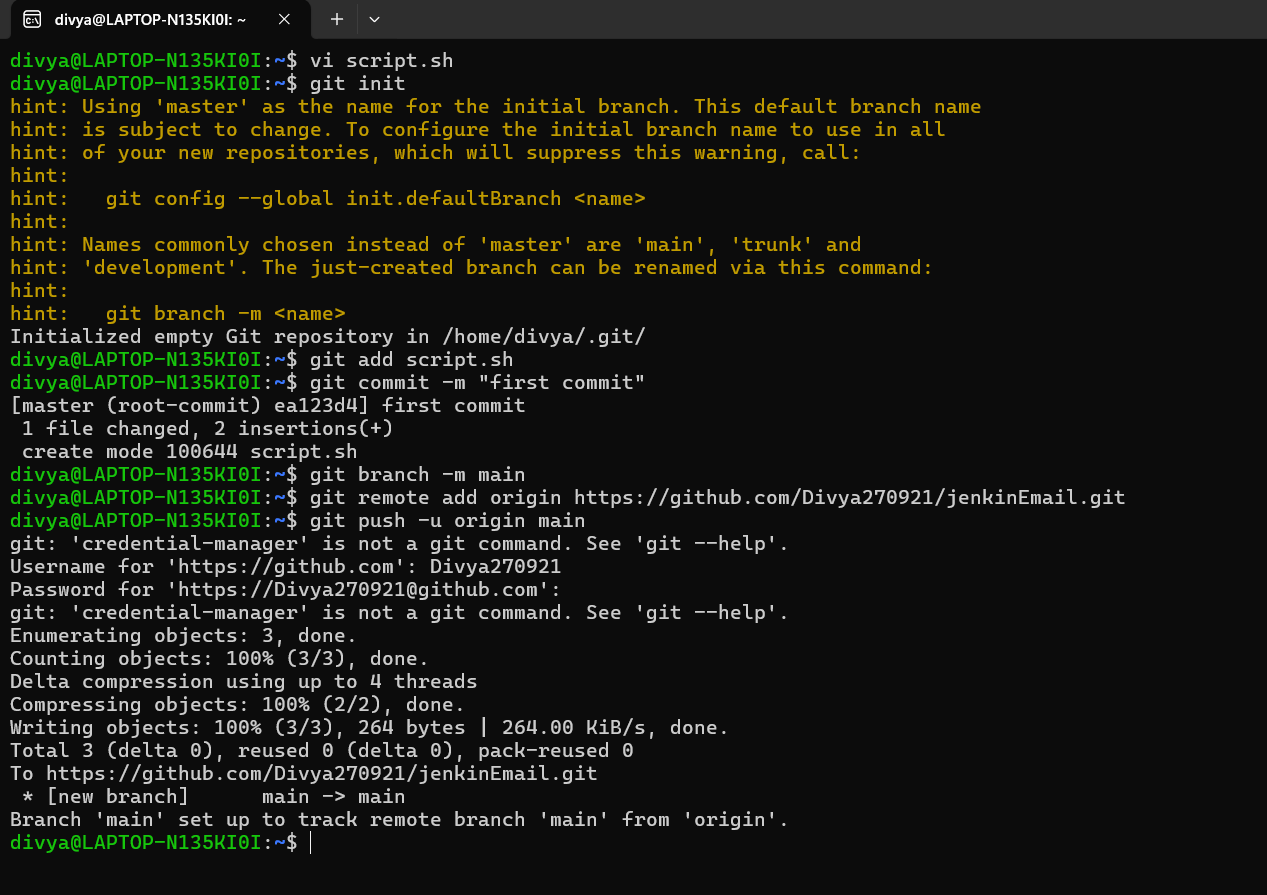 divya@LAPTOP-N135KI0I: ~
divya@LAPTOP-N135KI0I:~$ vi script.sh
divya@LAPTOP-N135KI0I:~$ git init
hint: Using 'master' as the name for the initial branch. This default branch name
hint: is subject to change. To configure the initial branch name to use in all
hint: of your new repositories, which will suppress this warning, call:
hint:
hint:   git config --global init.defaultBranch <name>
hint:
hint: Names commonly chosen instead of 'master' are 'main', 'trunk' and
hint: 'development'. The just-created branch can be renamed via this command:
hint:
hint:   git branch -m <name>
Initialized empty Git repository in /home/divya/.git/
divya@LAPTOP-N135KI0I:~$ git add script.sh
divya@LAPTOP-N135KI0I:~$ git commit -m "first commit"
[master (root-commit) ea123d4] first commit
 1 file changed, 2 insertions(+)
 create mode 100644 script.sh
divya@LAPTOP-N135KI0I:~$ git branch -m main
divya@LAPTOP-N135KI0I:~$ git remote add origin https://github.com/Divya270921/jenkinEmail.git
divya@LAPTOP-N135KI0I:~$ git push -u origin main
git: 'credential-manager' is not a git command. See 'git --help'.
Username for 'https://github.com': Divya270921
Password for 'https://Divya270921@github.com':
git: 'credential-manager' is not a git command. See 'git --help'.
Enumerating objects: 3, done.
Counting objects: 100% (3/3), done.
Delta compression using up to 4 threads
Compressing objects: 100% (2/2), done.
Writing objects: 100% (3/3), 264 bytes | 264.00 KiB/s, done.
Total 3 (delta 0), reused 0 (delta 0), pack-reused 0
To https://github.com/Divya270921/jenkinEmail.git
 * [new branch]      main -> main
Branch 'main' set up to track remote branch 'main' from 'origin'.
divya@LAPTOP-N135KI0I:~$